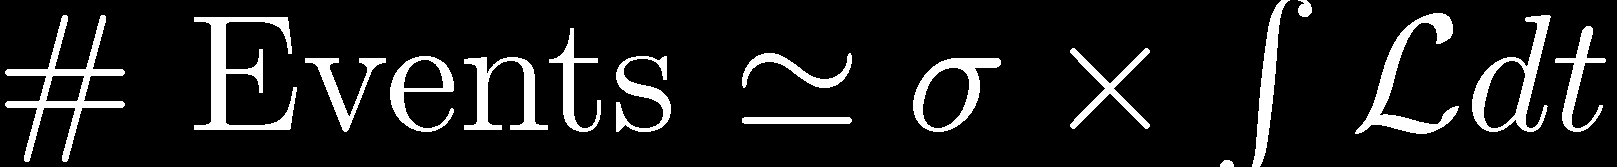 # Events ≃ σ × ∫ ℒdt